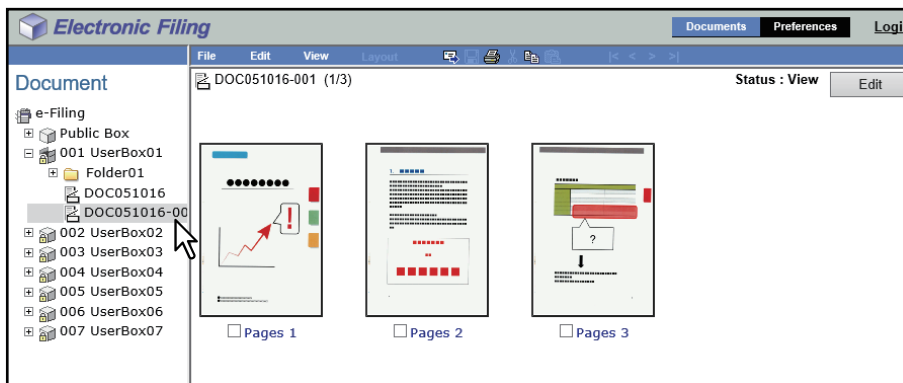 Electronic Filing
Documents Preferences Logi
File Edit View Layout |< < > >|
Document
DOC051016-001 (1/3)
Status : View Edit
e-Filing
Public Box
001 UserBox01
Folder01
DOC051016
DOC051016-00
002 UserBox02
003 UserBox03
004 UserBox04
005 UserBox05
006 UserBox06
007 UserBox07
!
1.
?
Pages 1 Pages 2 Pages 3